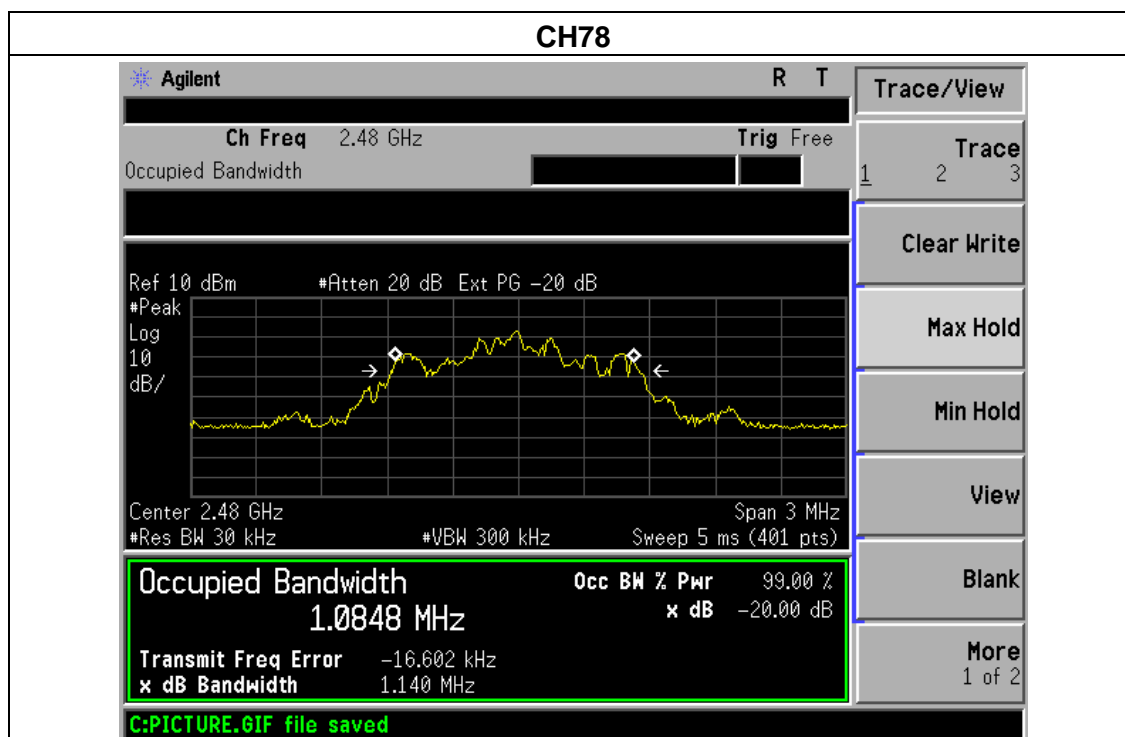 CH78
Agilent R T
Trace/View
Ch Freq 2.48 GHz Trig Free
Occupied Bandwidth
Trace
1 2 3
Clear Write
Ref 10 dBm #Atten 20 dB Ext PG -20 dB
#Peak
Log
10
dB/
Max Hold
Min Hold
View
Center 2.48 GHz Span 3 MHz
#Res BW 30 kHz #VBW 300 kHz Sweep 5 ms (401 pts)
Occupied Bandwidth Occ BW % Pwr 99.00 %
1.0848 MHz x dB -20.00 dB
Blank
Transmit Freq Error -16.602 kHz
x dB Bandwidth 1.140 MHz
More
1 of 2
C:PICTURE.GIF file saved